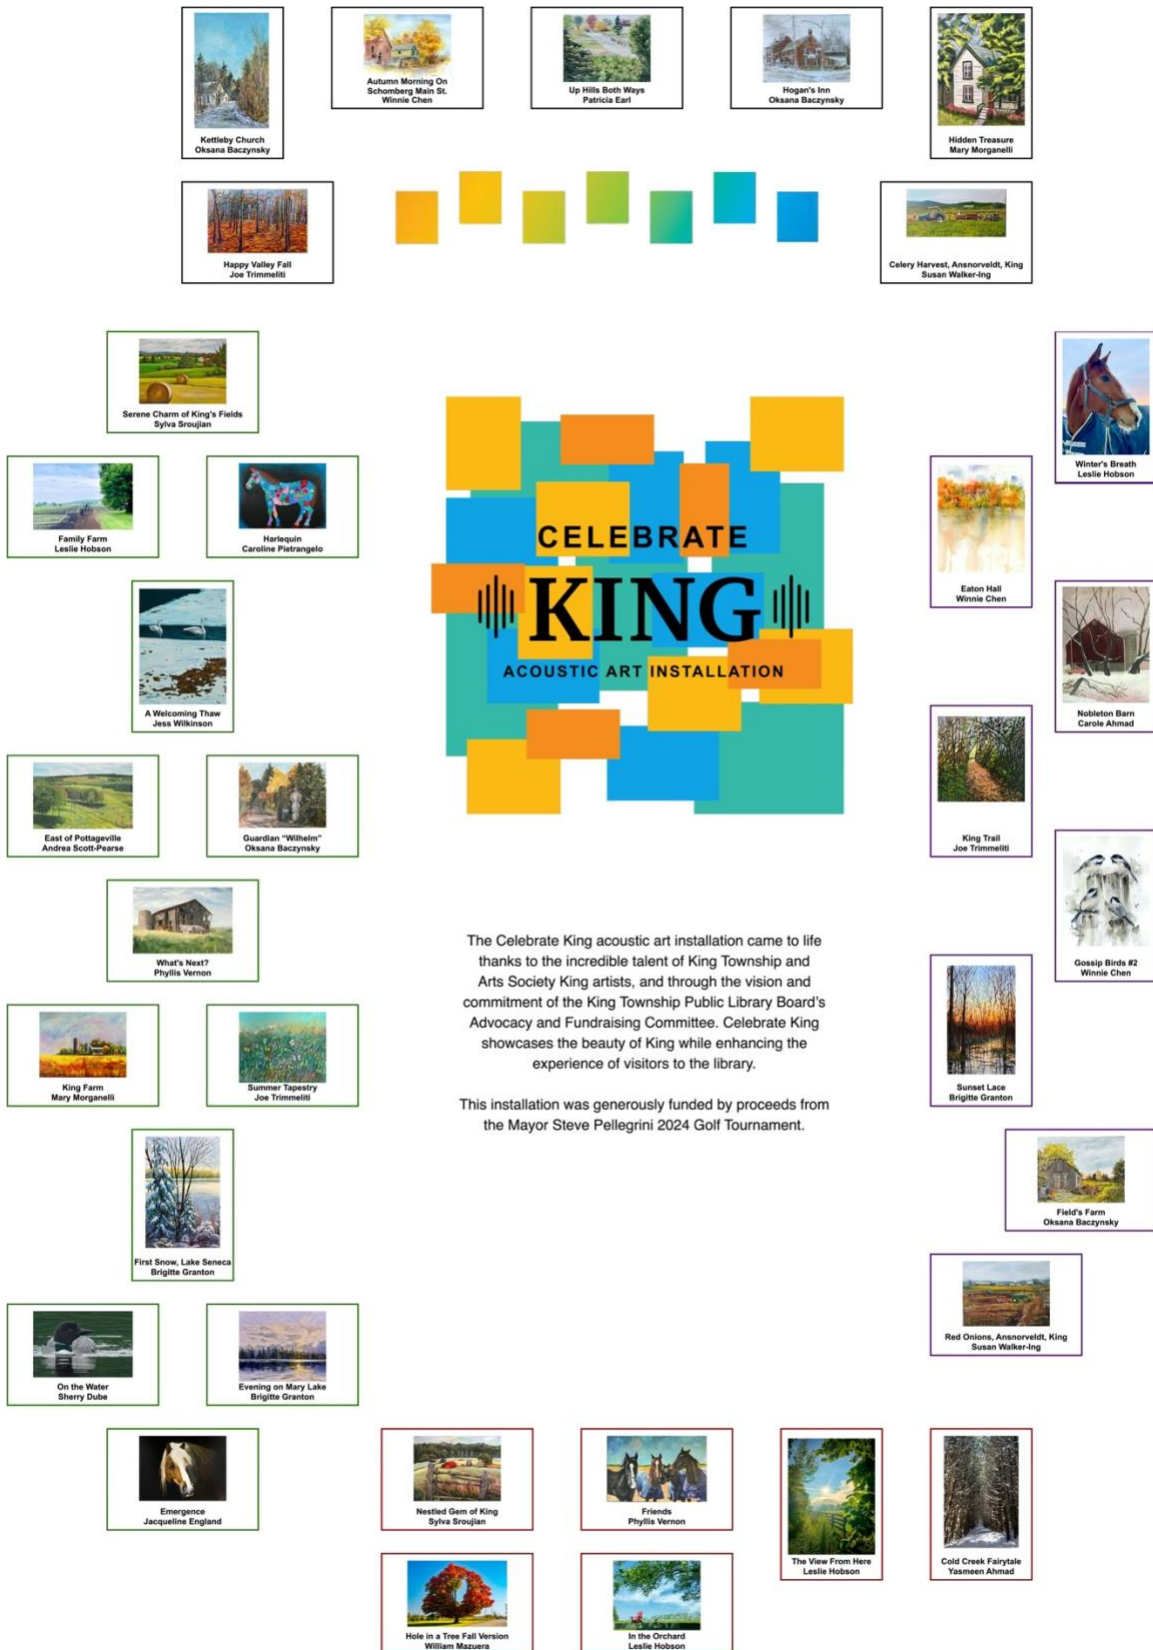 Kettleby Church
Oksana Baczynsky
Autumn Morning On
Schomberg Main St.
Winnie Chen
Up Hills Both Ways
Patricia Earl
Hogan's Inn
Oksana Baczynsky
Hidden Treasure
Mary Morganelli
Happy Valley Fall
Joe Trimmeliti
Celery Harvest, Ansnorveldt, King
Susan Walker-Ing
Serene Charm of King's Fields
Sylva Sroujian
Family Farm
Leslie Hobson
Harlequin
Caroline Pietrangelo
A Welcoming Thaw
Jess Wilkinson
East of Pottageville
Andrea Scott-Pearse
Guardian “Wilhelm”
Oksana Baczynsky
What's Next?
Phyllis Vernon
King Farm
Mary Morganelli
Summer Tapestry
Joe Trimmeliti
First Snow, Lake Seneca
Brigitte Granton
On the Water
Sherry Dube
Evening on Mary Lake
Brigitte Granton
Emergence
Jacqueline England
CELEBRATE
KING
ACOUSTIC ART INSTALLATION
The Celebrate King acoustic art installation came to life
thanks to the incredible talent of King Township and
Arts Society King artists, and through the vision and
commitment of the King Township Public Library Board’s
Advocacy and Fundraising Committee. Celebrate King
showcases the beauty of King while enhancing the
experience of visitors to the library.
This installation was generously funded by proceeds from
the Mayor Steve Pellegrini 2024 Golf Tournament.
Winter's Breath
Leslie Hobson
Eaton Hall
Winnie Chen
Nobleton Barn
Carole Ahmad
King Trail
Joe Trimmeliti
Gossip Birds #2
Winnie Chen
Sunset Lace
Brigitte Granton
Field's Farm
Oksana Baczynsky
Red Onions, Ansnorveldt, King
Susan Walker-Ing
Nestled Gem of King
Sylva Sroujian
Friends
Phyllis Vernon
The View From Here
Leslie Hobson
Cold Creek Fairytale
Yasmeen Ahmad
Hole in a Tree Fall Version
William Mazuera
In the Orchard
Leslie Hobson